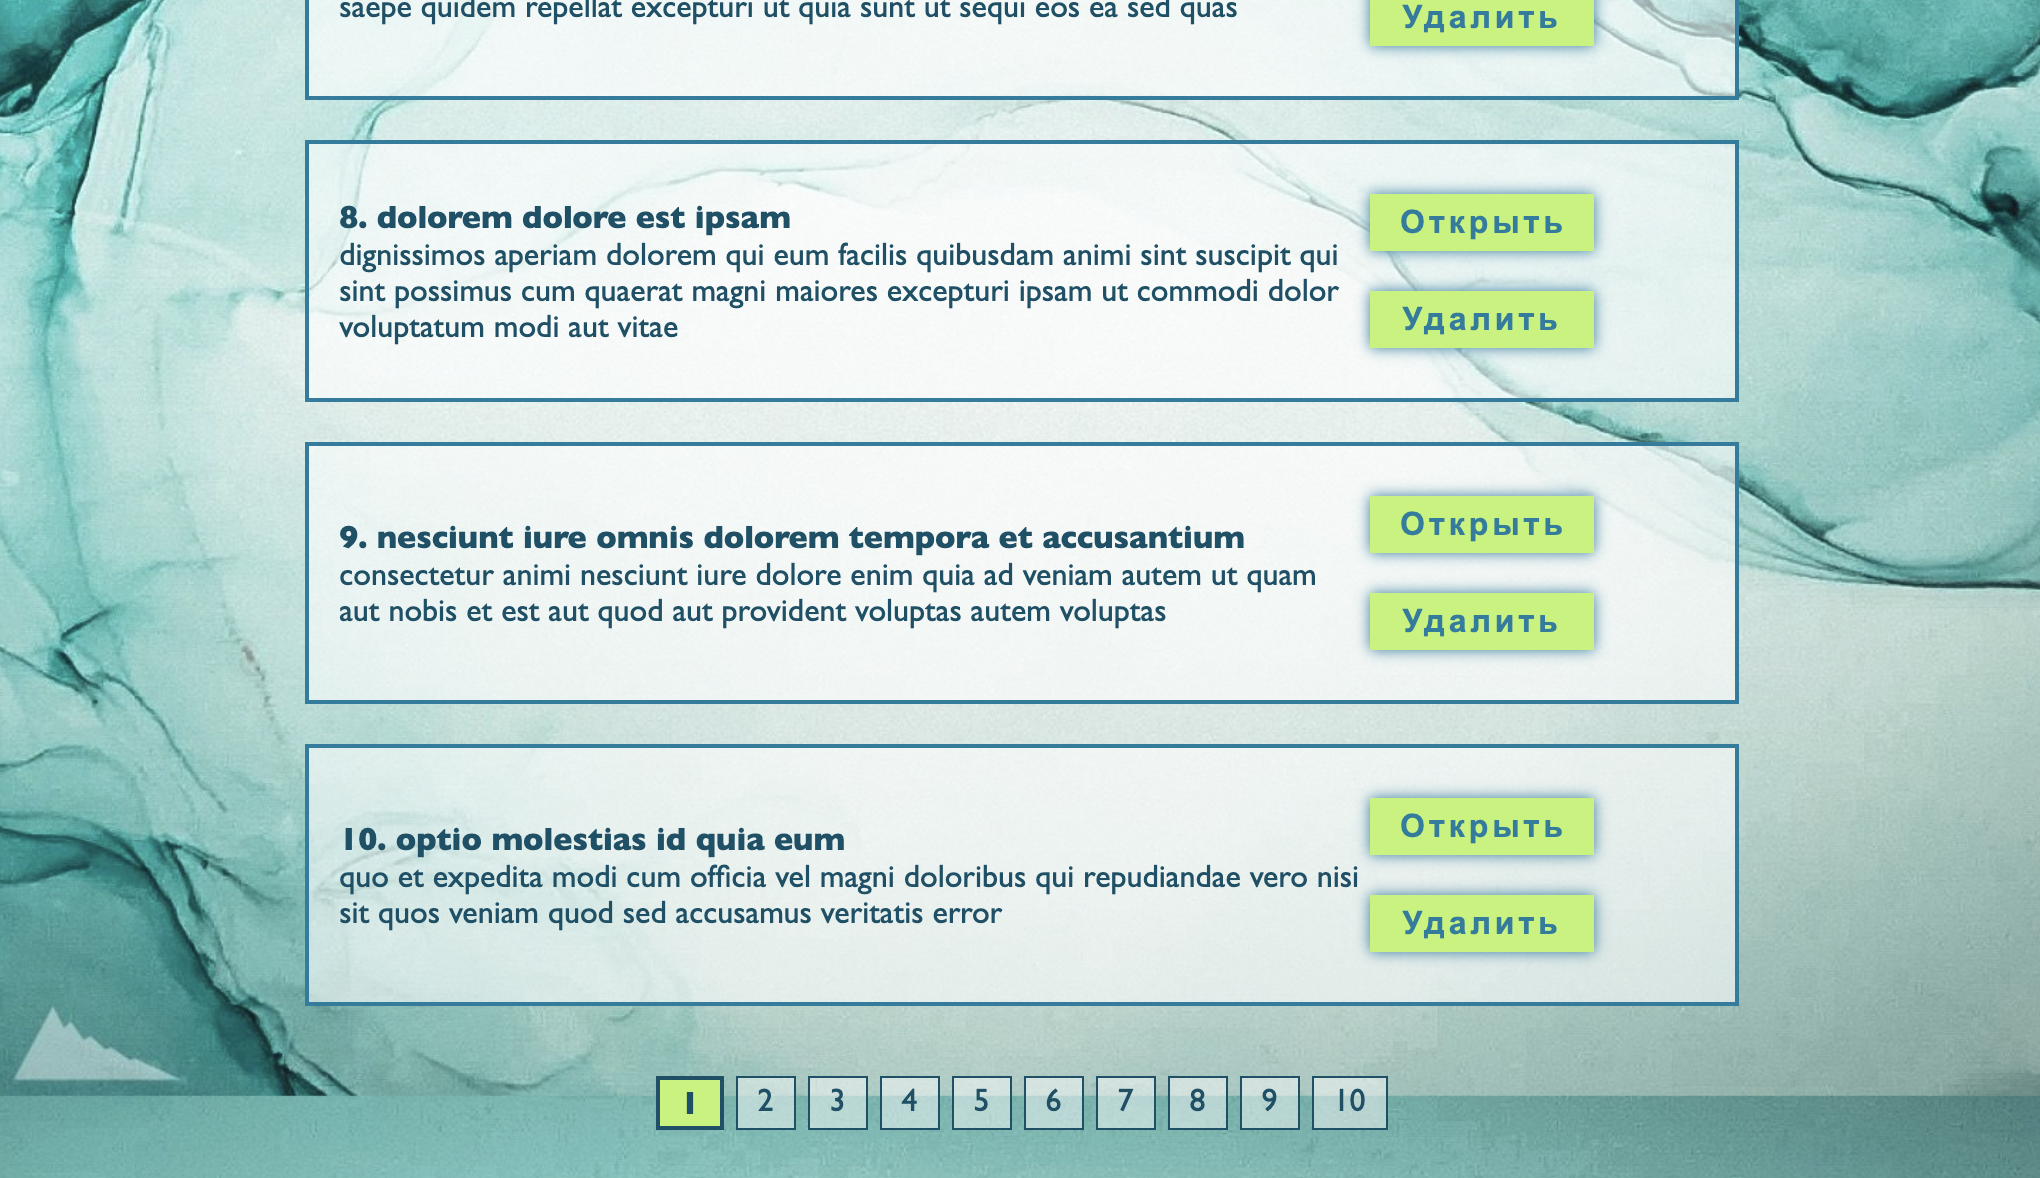 saepe quidem repellat excepturi ut quia sunt ut sequi eos ea sed quas
Удалить
8. dolorem dolore est ipsam
dignissimos aperiam dolorem qui eum facilis quibusdam animi sint suscipit qui
sint possimus cum quaerat magni maiores excepturi ipsam ut commodi dolor
voluptatum modi aut vitae
Открыть
Удалить
9. nesciunt iure omnis dolorem tempora et accusantium
consectetur animi nesciunt iure dolore enim quia ad veniam autem ut quam
aut nobis et est aut quod aut provident voluptas autem voluptas
Открыть
Удалить
10. optio molestias id quia eum
quo et expedita modi cum officia vel magni doloribus qui repudiandae vero nisi
sit quos veniam quod sed accusamus veritatis error
Открыть
Удалить
1 2 3 4 5 6 7 8 9 10